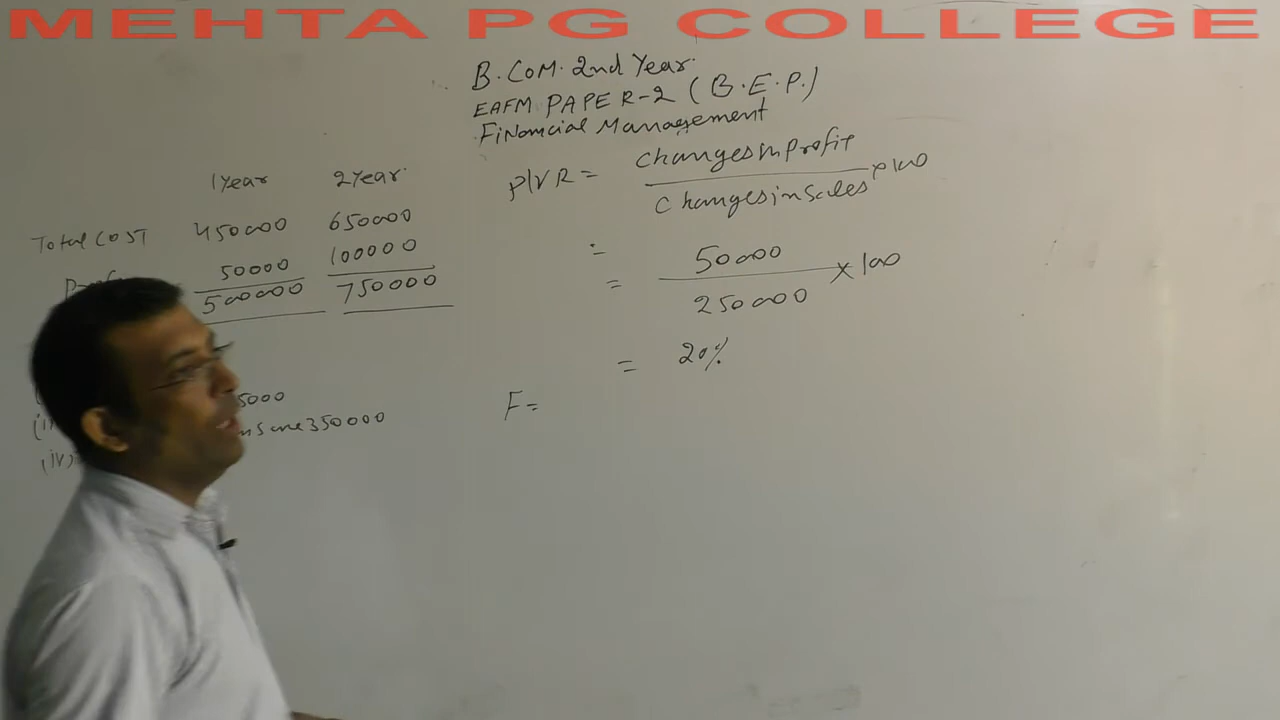 MEHTA PG COLLEGE
B.COM. 2nd Year.
EAFM PAPER-2 (B.E.P.)
Financial Management
1Year 2Year.
Total COST 450000 650000
50000 100000
500000 750000
(iv)
5000
350000
P/V R = Changes in Profit / Changes in Sales × 100
=
= 50000 / 250000 × 100
= 20%
F=